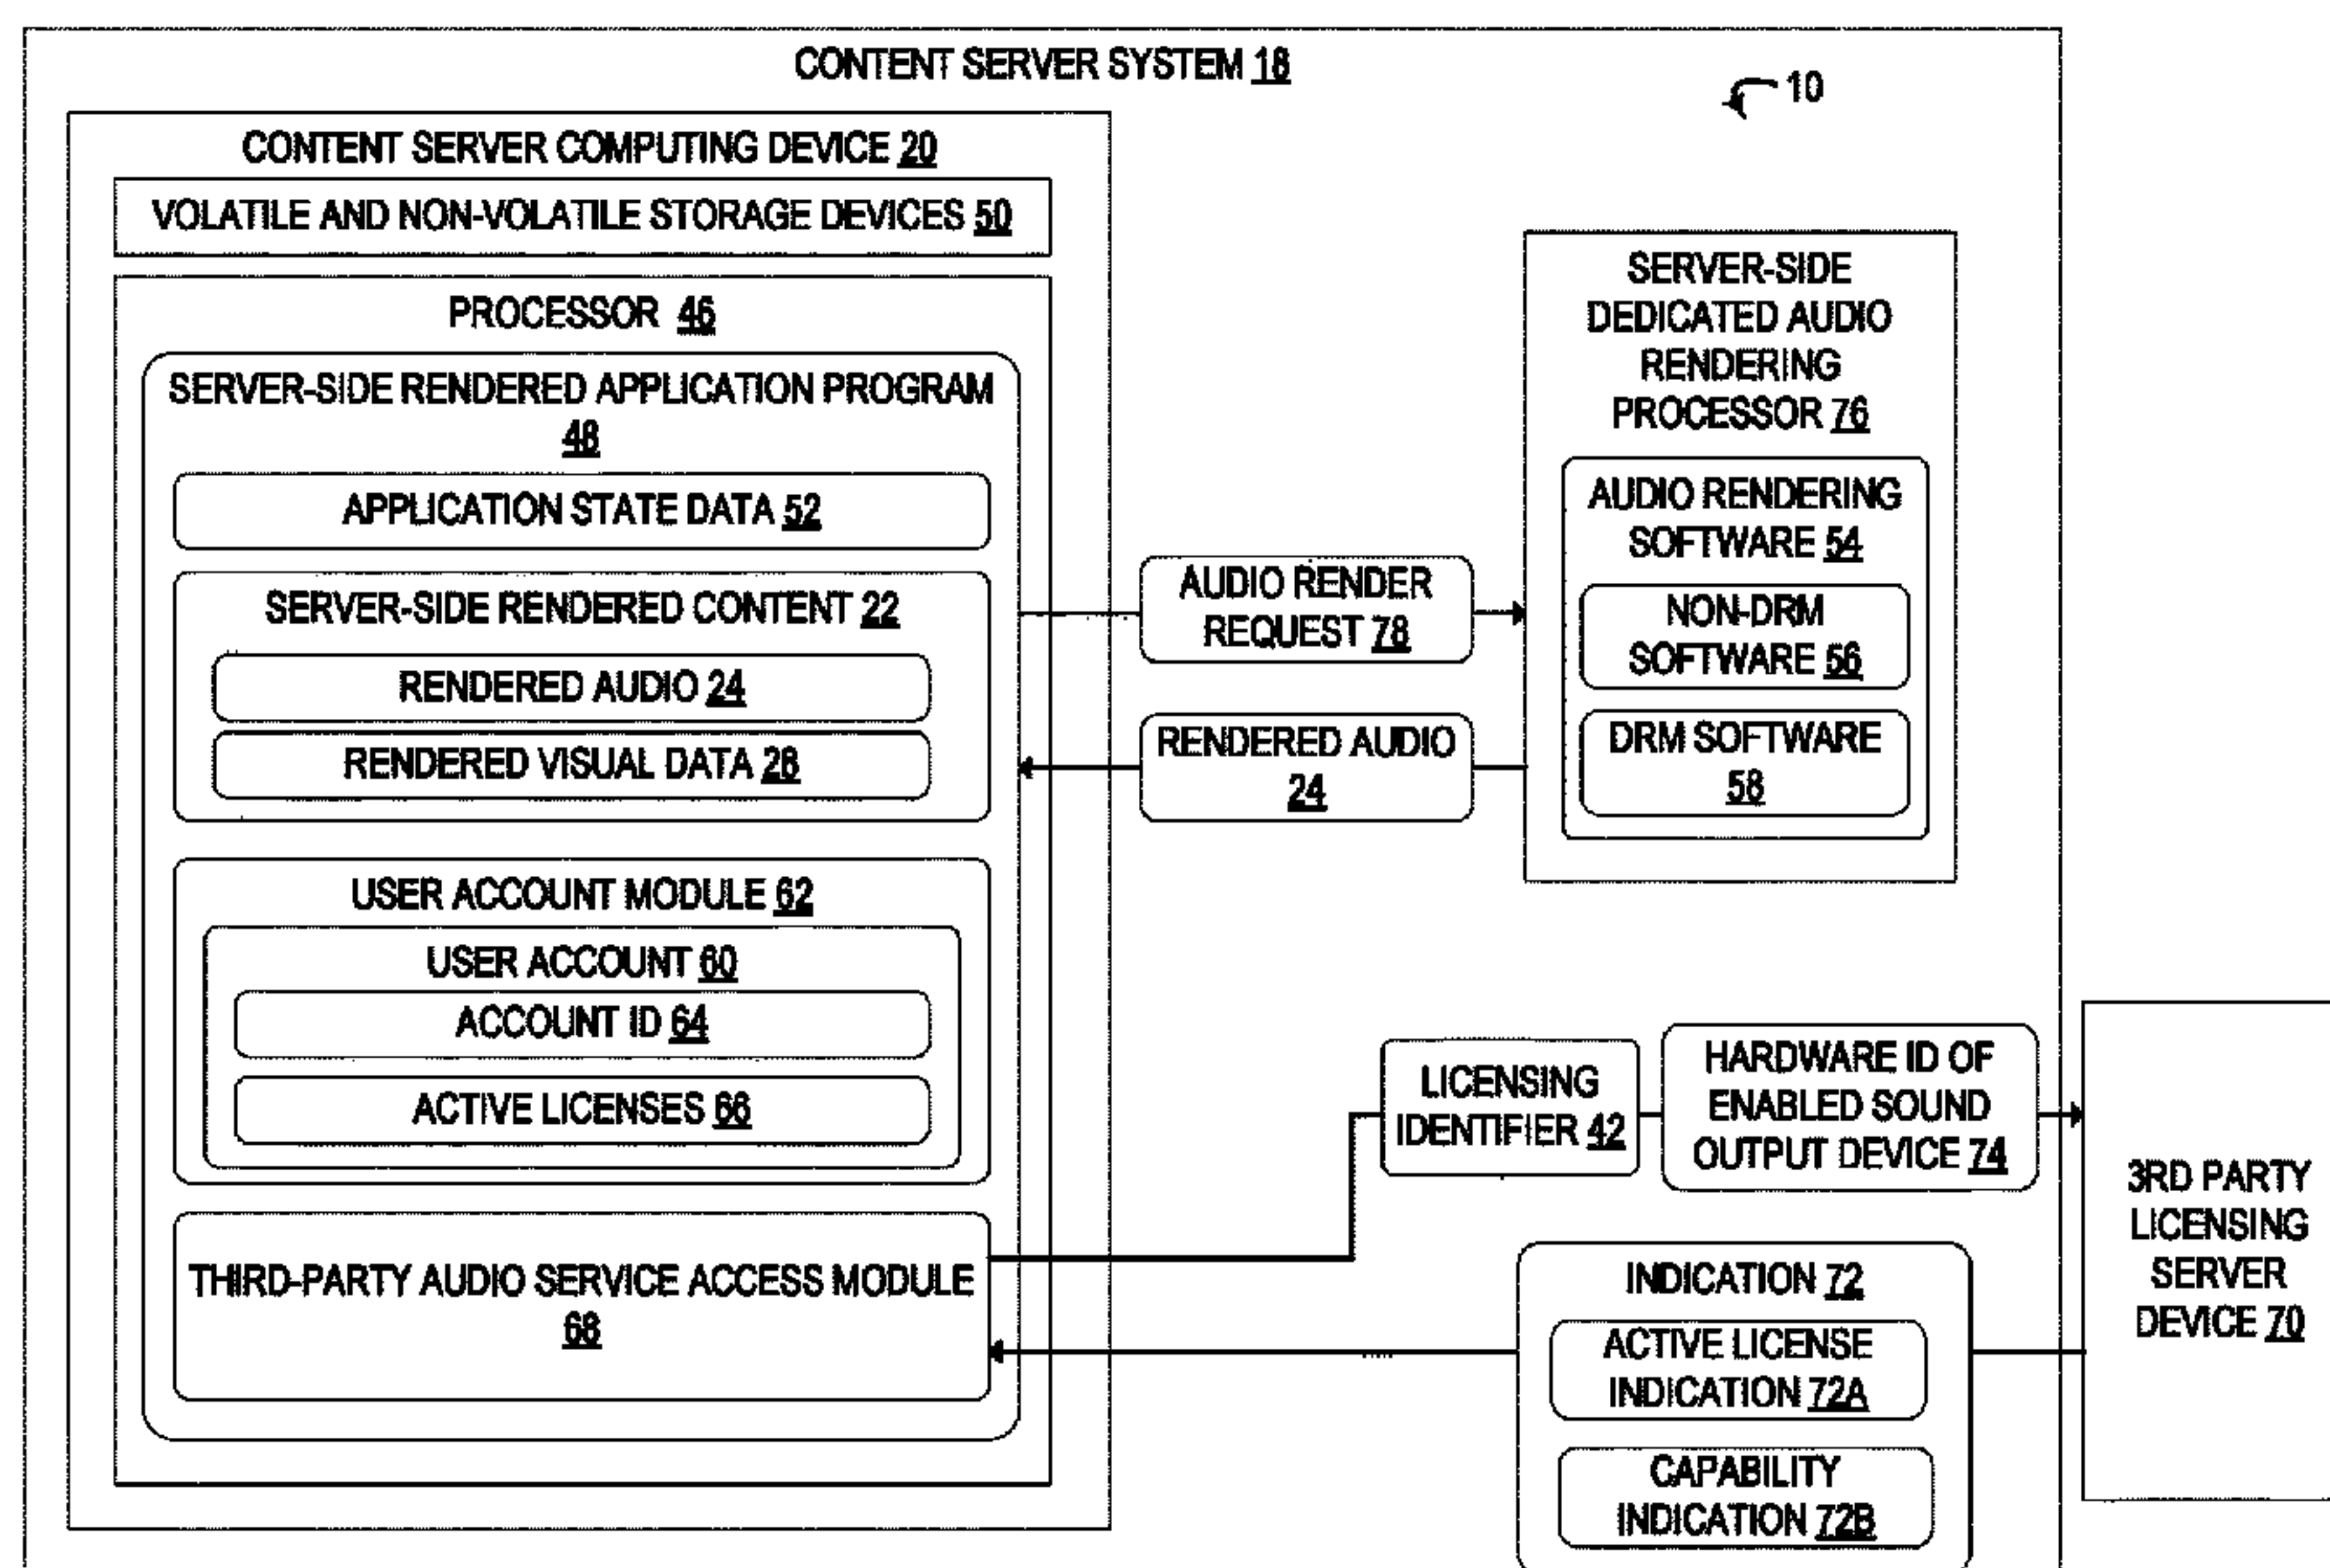 CONTENT SERVER SYSTEM 18
10
CONTENT SERVER COMPUTING DEVICE 20
VOLATILE AND NON-VOLATILE STORAGE DEVICES 50
PROCESSOR 46
SERVER-SIDE RENDERED APPLICATION PROGRAM
48
APPLICATION STATE DATA 52
SERVER-SIDE RENDERED CONTENT 22
RENDERED AUDIO 24
RENDERED VISUAL DATA 28
USER ACCOUNT MODULE 62
USER ACCOUNT 60
ACCOUNT ID 64
ACTIVE LICENSES 66
THIRD-PARTY AUDIO SERVICE ACCESS MODULE
68
AUDIO RENDER
REQUEST 78
RENDERED AUDIO
24
SERVER-SIDE
DEDICATED AUDIO
RENDERING
PROCESSOR 76
AUDIO RENDERING
SOFTWARE 54
NON-DRM
SOFTWARE 56
DRM SOFTWARE
58
LICENSING
IDENTIFIER 42
HARDWARE ID OF
ENABLED SOUND
OUTPUT DEVICE 74
INDICATION 72
ACTIVE LICENSE
INDICATION 72A
CAPABILITY
INDICATION 72B
3RD PARTY
LICENSING
SERVER
DEVICE 70